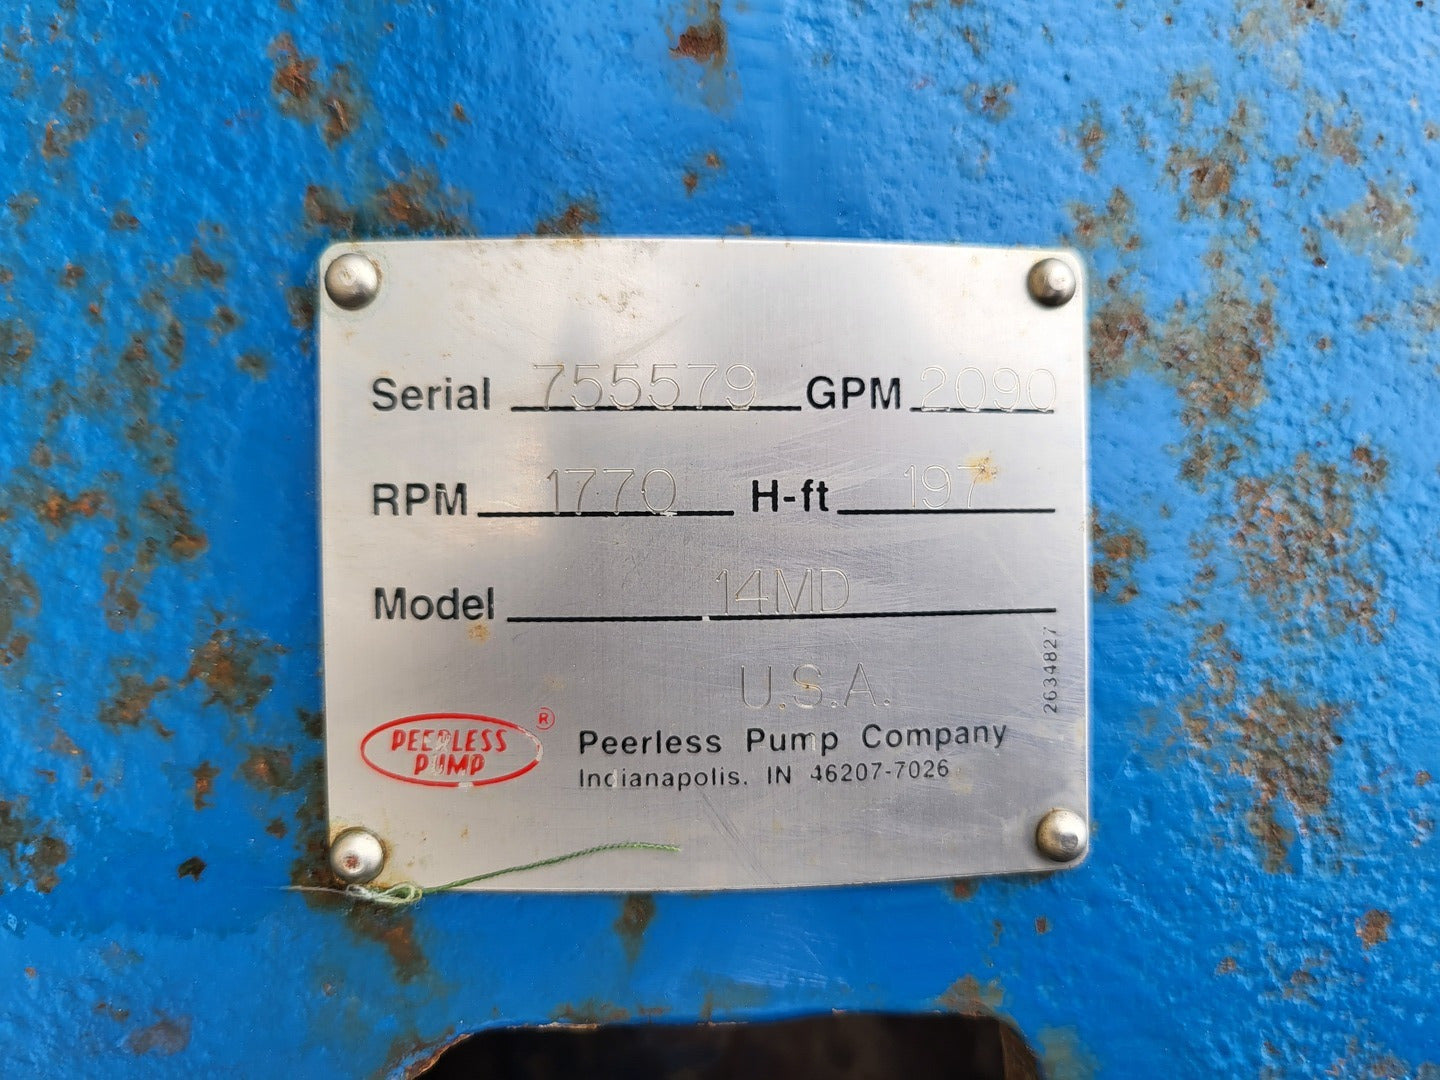 Serial 755579 GPM 2090
RPM 1770 H-ft 197
Model 14MD
U.S.A.
2634827
PEERLESS
PUMP
®
Peerless Pump Company
Indianapolis, IN 46207-7026